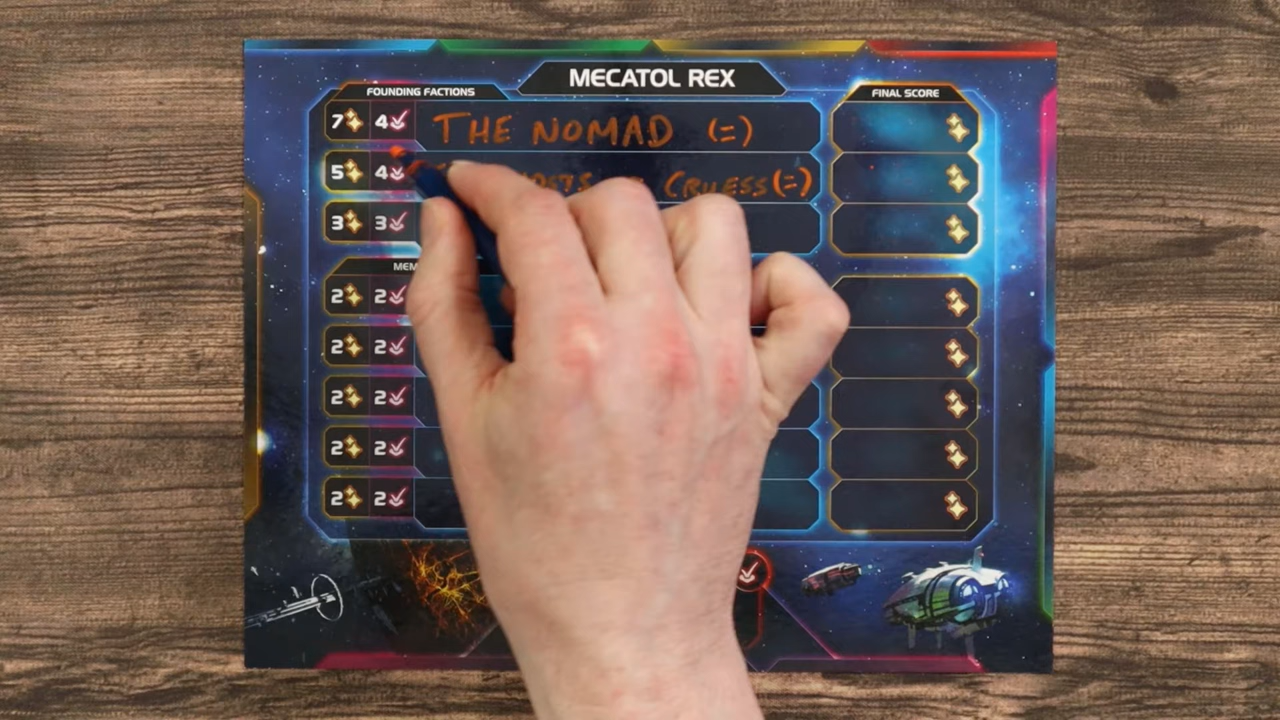 MECATOL REX
FOUNDING FACTIONS
FINAL SCORE
7 4 THE NOMAD (=)
5 4 CREUSS (=)
3 3
2 2
2 2
2 2
2 2
2 2